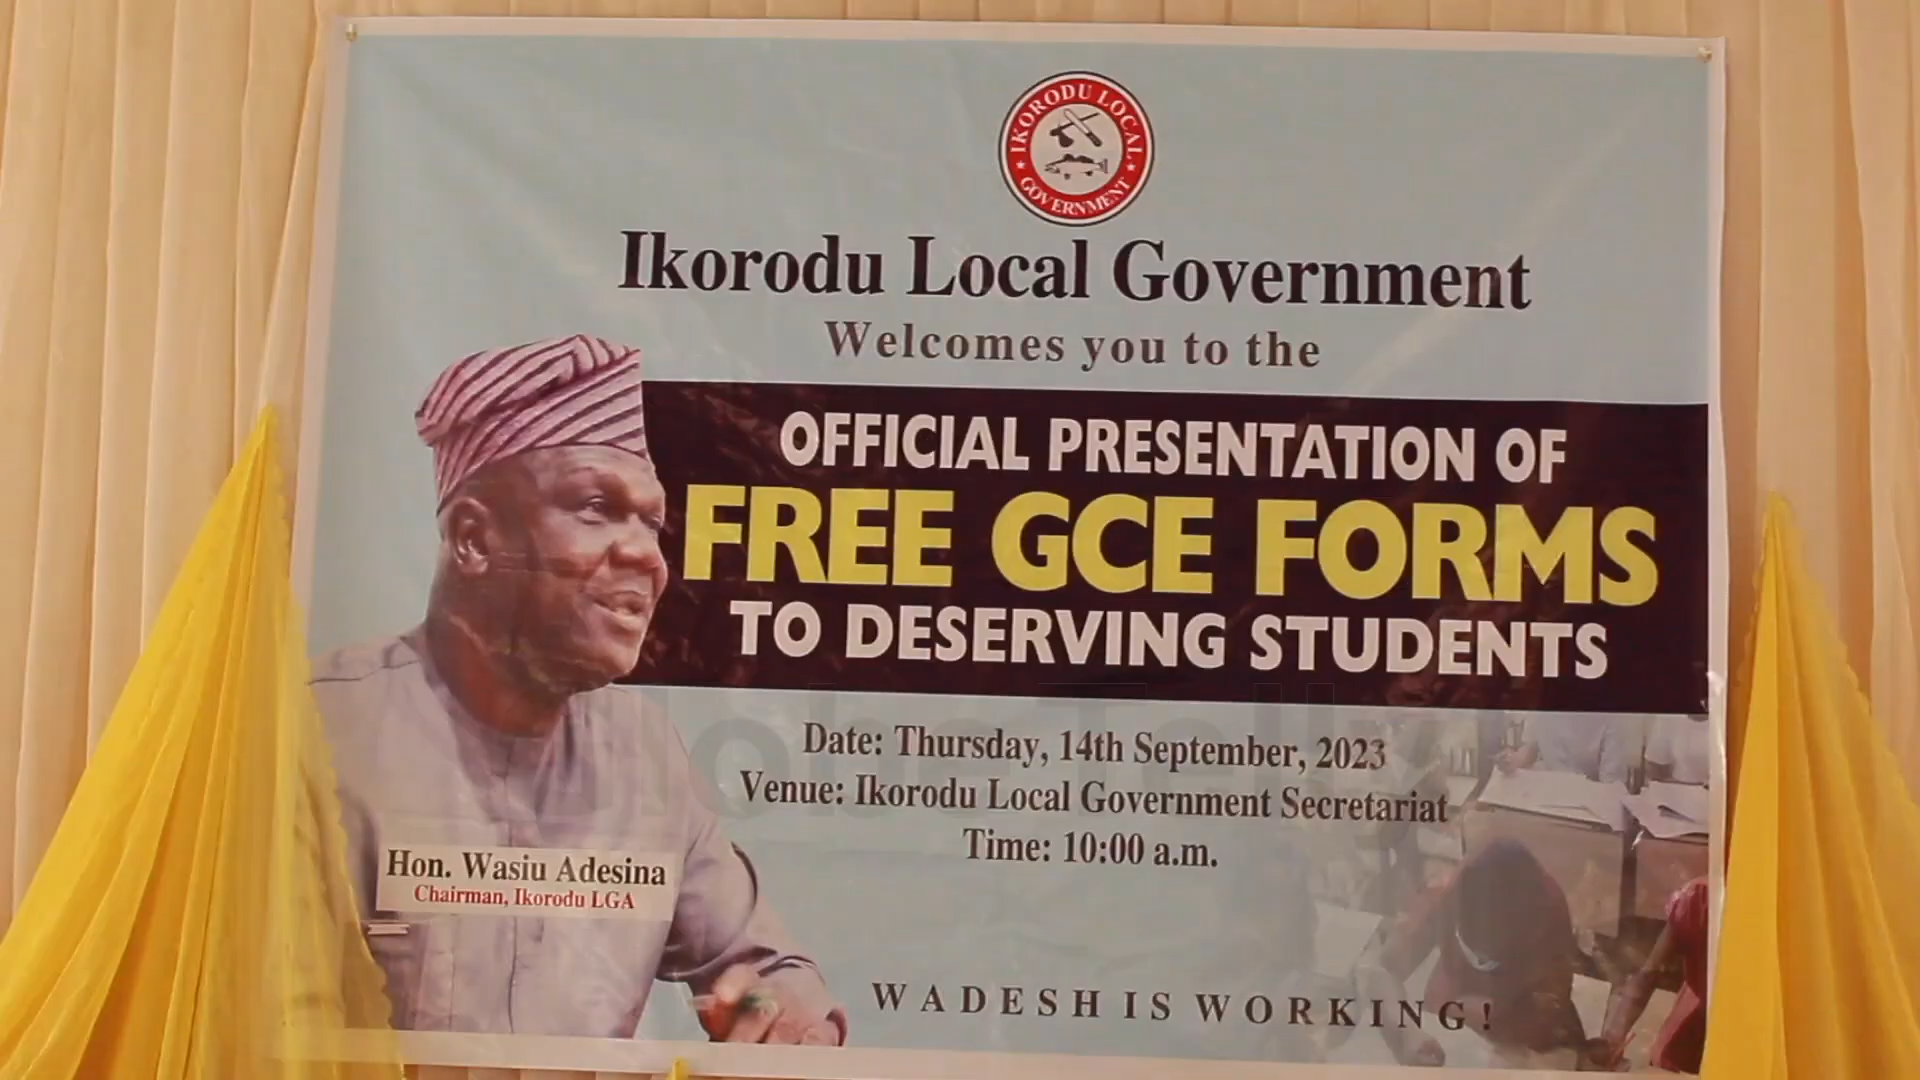 IKORODU LOCAL
GOVERNMENT
Ikorodu Local Government
Welcomes you to the
OFFICIAL PRESENTATION OF
FREE GCE FORMS
TO DESERVING STUDENTS
Date: Thursday, 14th September, 2023
Venue: Ikorodu Local Government Secretariat
Time: 10:00 a.m.
Hon. Wasiu Adesina
Chairman, Ikorodu LGA
WADESH IS WORKING!